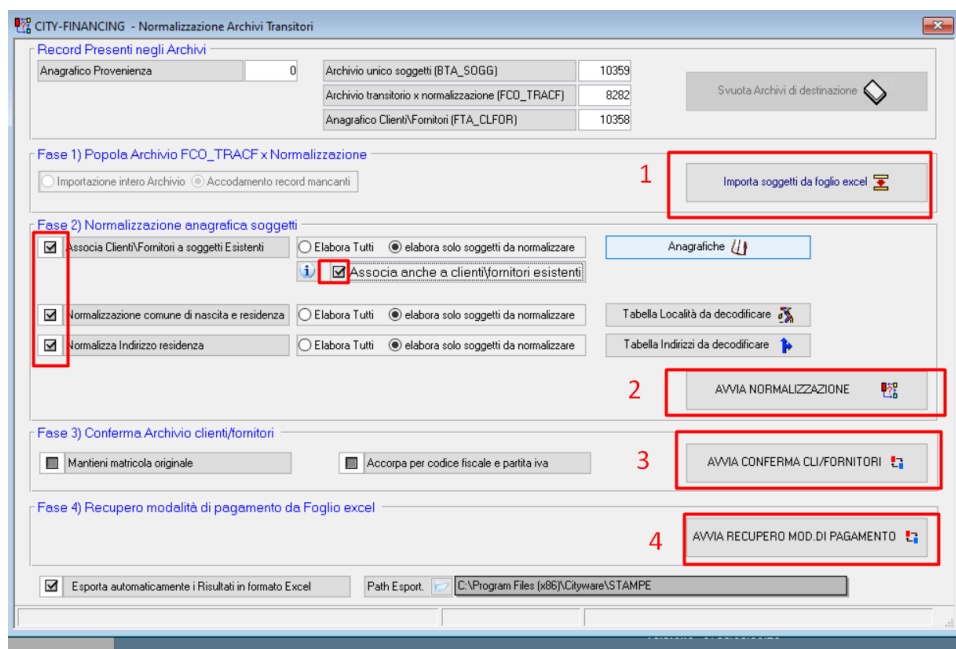 CITY-FINANCING - Normalizzazione Archivi Transitori
Record Presenti negli Archivi
Anagrafico Provenienza 0 Archivio unico soggetti (BTA_SOGG) 10359
Archivio transitorio x normalizzazione (FCO_TRACF) 8282 Svuota Archivi di destinazione
Anagrafico Clienti\Fornitori (FTA_CLFOR) 10358
Fase 1) Popola Archivio FCO_TRACF x Normalizzazione
Importazione intero Archivio Accodamento record mancanti 1 Importa soggetti da foglio excel
Fase 2) Normalizzazione anagrafica soggetti
Associa Clienti\Fornitori a soggetti Esistenti Elabora Tutti elabora solo soggetti da normalizzare Anagrafiche
Associa anche a clienti\fornitori esistenti
Normalizzazione comune di nascita e residenza Elabora Tutti elabora solo soggetti da normalizzare Tabella Località da decodificare
Normalizza Indirizzo residenza Elabora Tutti elabora solo soggetti da normalizzare Tabella Indirizzi da decodificare
2 AVVIA NORMALIZZAZIONE
Fase 3) Conferma Archivio clienti/fornitori
Mantieni matricola originale Accorpa per codice fiscale e partita iva 3 AVVIA CONFERMA CLI/FORNITORI
Fase 4) Recupero modalità di pagamento da Foglio excel
4 AVVIA RECUPERO MOD.DI PAGAMENTO
Esporta automaticamente i Risultati in formato Excel Path Esport. C:\Program Files (x86)\Cityware\STAMPE